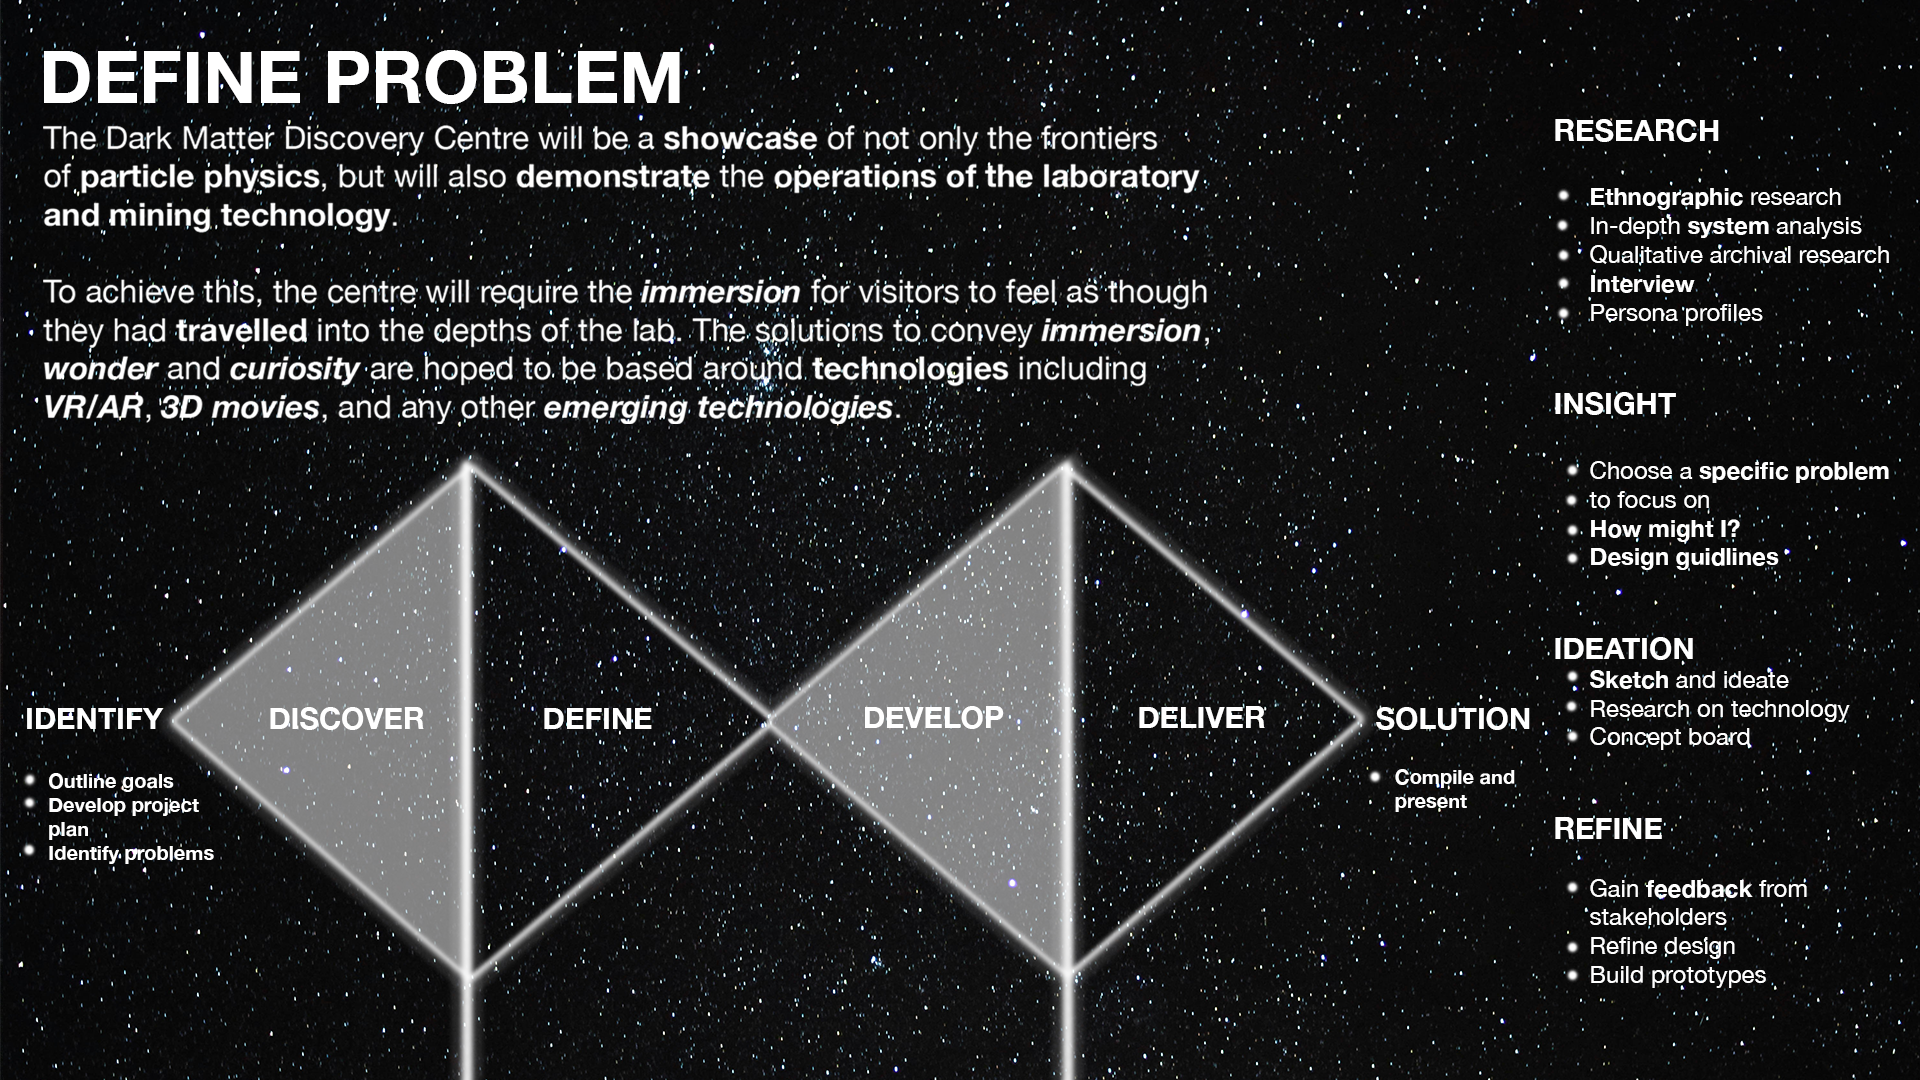 DEFINE PROBLEM
The Dark Matter Discovery Centre will be a showcase of not only the frontiers
of particle physics, but will also demonstrate the operations of the laboratory
and mining technology.
To achieve this, the centre will require the immersion for visitors to feel as though
they had travelled into the depths of the lab. The solutions to convey immersion,
wonder and curiosity are hoped to be based around technologies including
VR/AR, 3D movies, and any other emerging technologies.
IDENTIFY
Outline goals
Develop project
plan
Identify problems
DISCOVER
DEFINE
DEVELOP
DELIVER
SOLUTION
Compile and
present
RESEARCH
Ethnographic research
In-depth system analysis
Qualitative archival research
Interview
Persona profiles
INSIGHT
Choose a specific problem
to focus on
How might I?
Design guidlines
IDEATION
Sketch and ideate
Research on technology
Concept board
REFINE
Gain feedback from
stakeholders
Refine design
Build prototypes